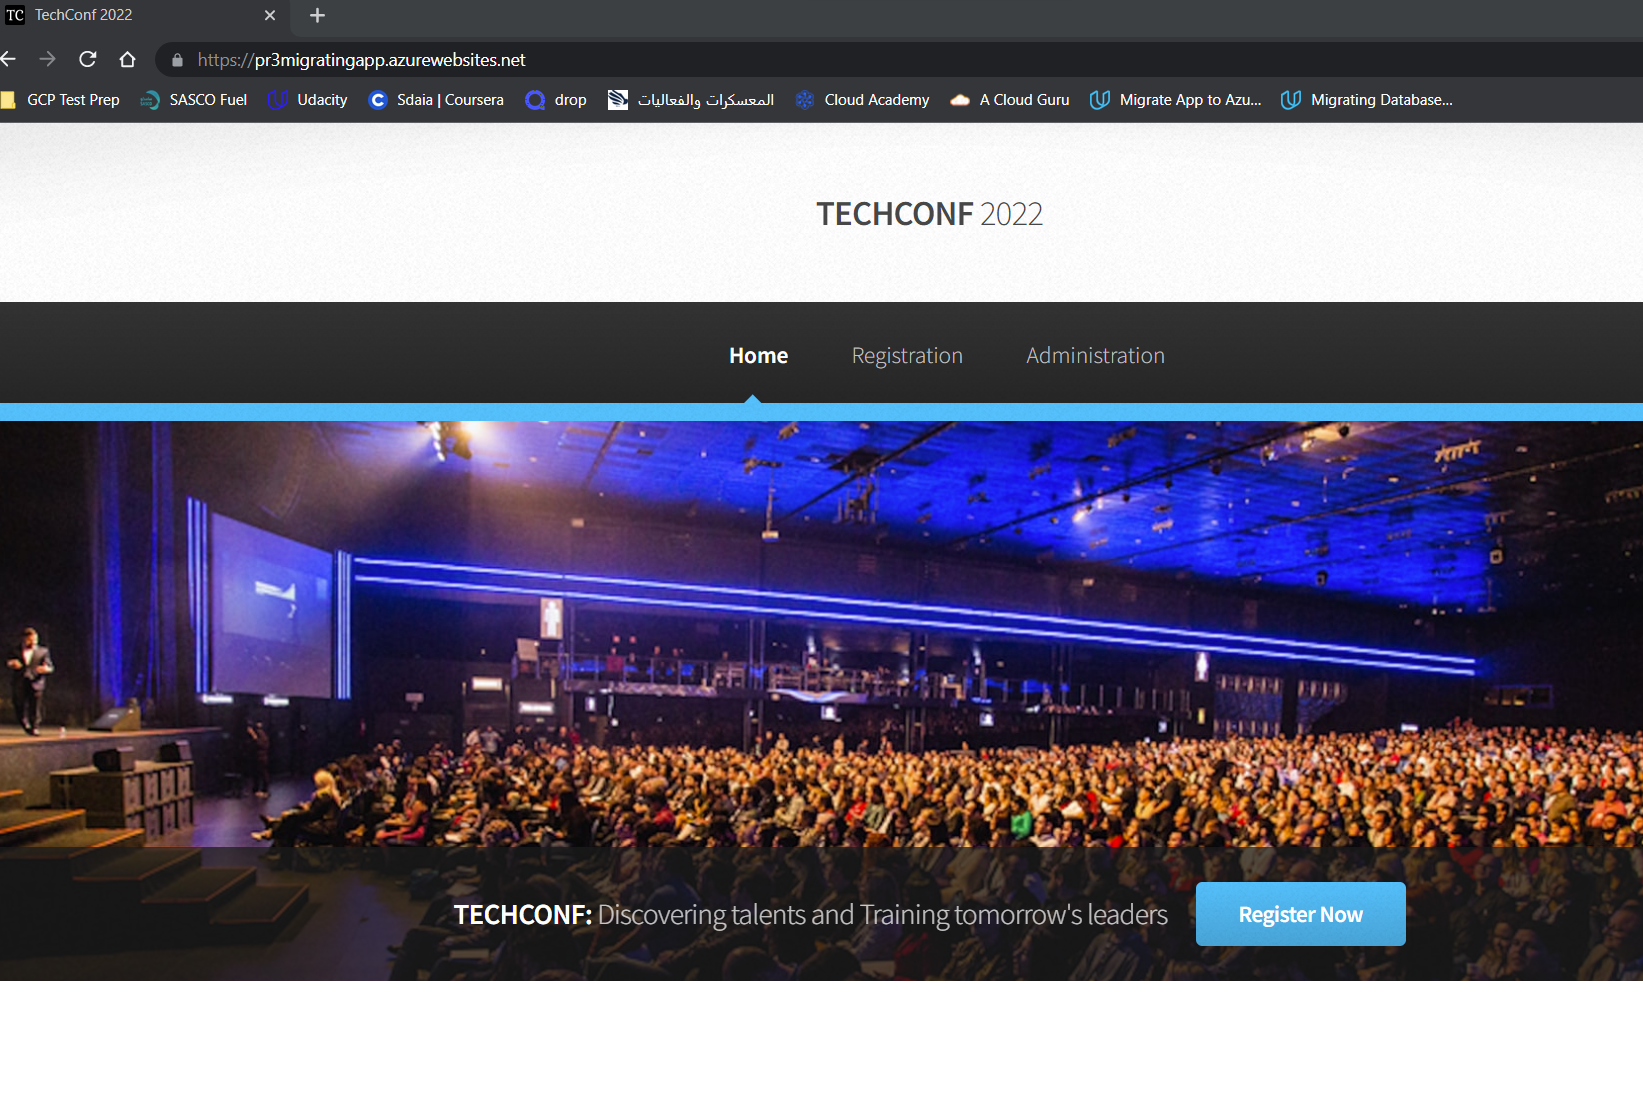 TC TechConf 2022
https://pr3migratingapp.azurewebsites.net
GCP Test Prep SASCO Fuel Udacity Sdaia | Coursera drop المعسكرات والفعاليات Cloud Academy A Cloud Guru Migrate App to Azu... Migrating Database...
TECHCONF 2022
Home Registration Administration
TECHCONF: Discovering talents and Training tomorrow's leaders Register Now